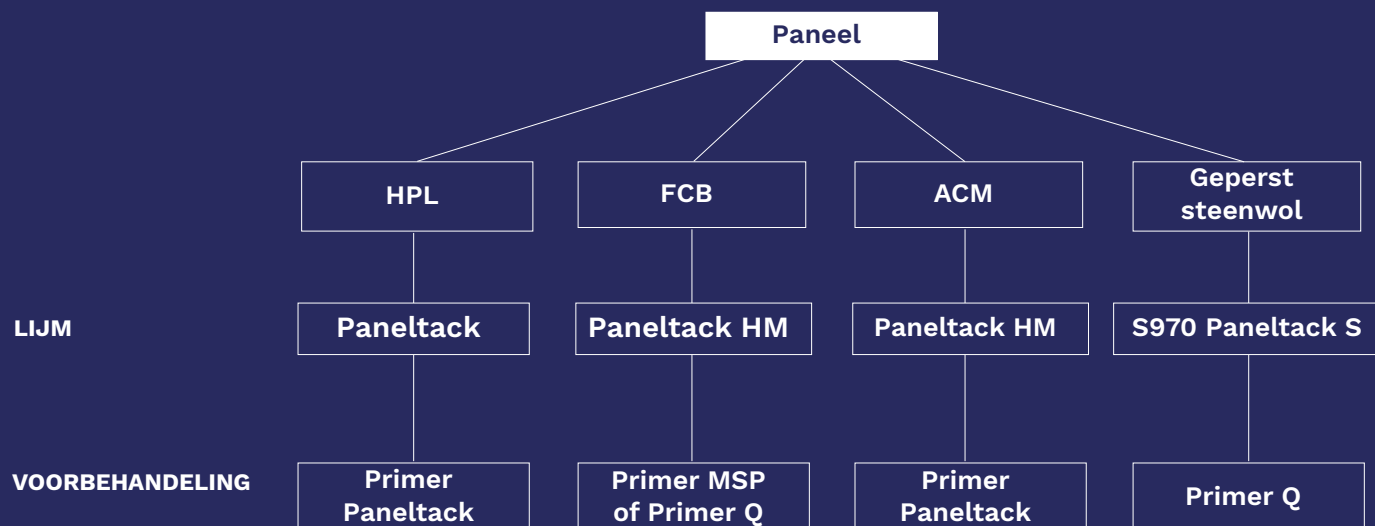 Paneel
HPL
FCB
ACM
Geperst
steenwol
LIJM
Paneltack
Paneltack HM
Paneltack HM
S970 Paneltack S
VOORBEHANDELING
Primer
Paneltack
Primer MSP
of Primer Q
Primer
Paneltack
Primer Q